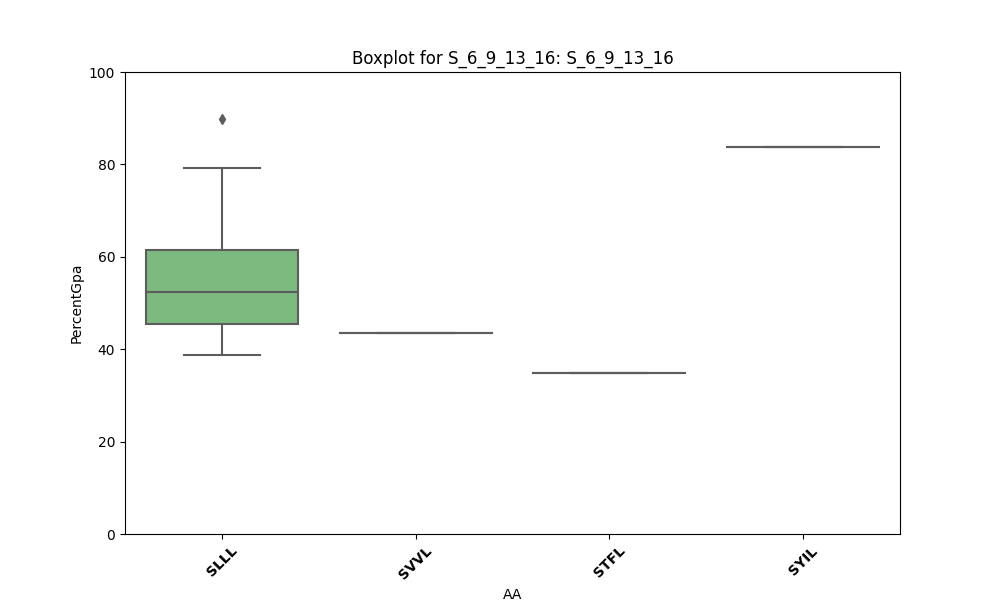 Boxplot for S_6_9_13_16: S_6_9_13_16
100
80
60
40
20
0
PercentGpa
SLLL
SVVL
STFL
SYIL
AA